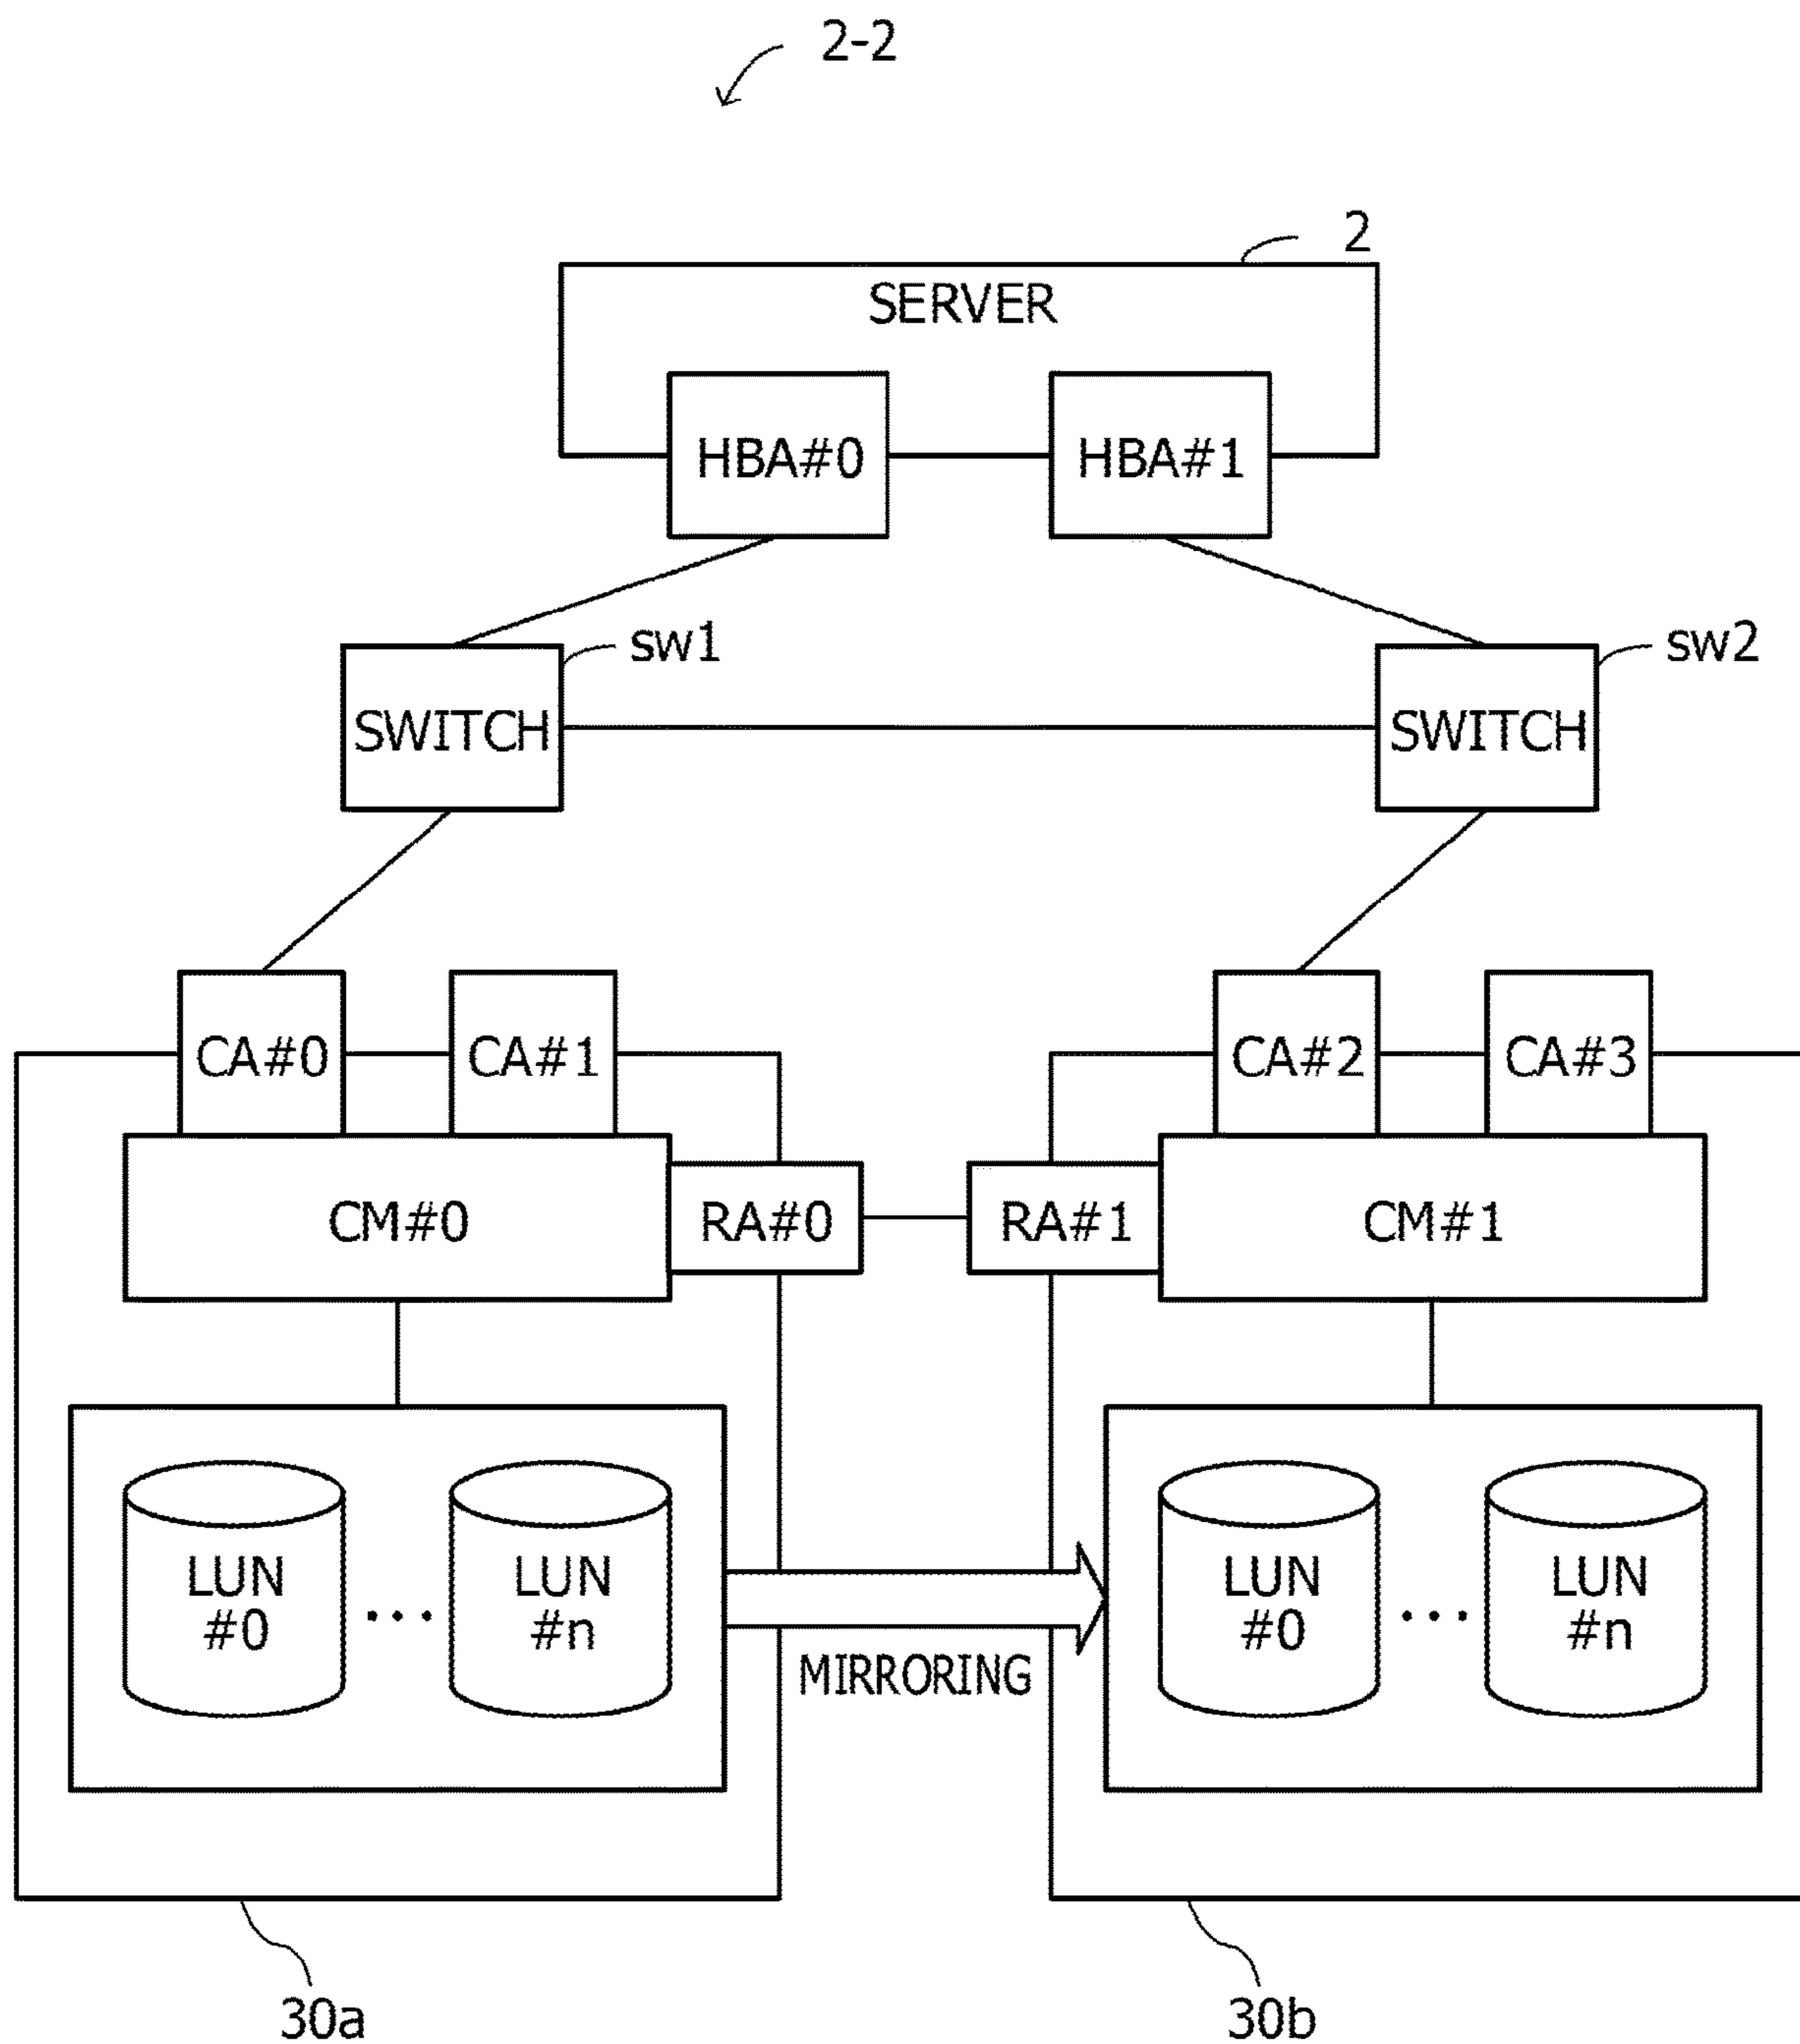 2-2
2
SERVER
HBA#0 HBA#1
sw1 sw2
SWITCH SWITCH
CA#0 CA#1 CA#2 CA#3
CM#0 RA#0 RA#1 CM#1
LUN LUN LUN LUN
#0 ... #n #0 ... #n
MIRRORING
30a 30b